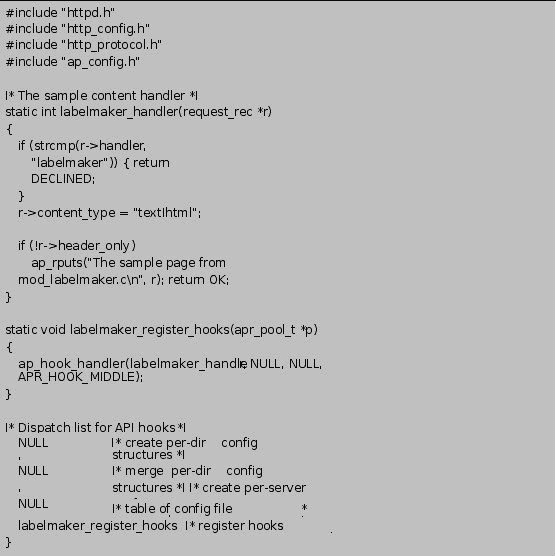 #include "httpd.h"
#include "http_config.h"
#include "http_protocol.h"
#include "ap_config.h"
I* The sample content handler *I
static int labelmaker_handler(request_rec *r)
{
if (strcmp(r->handler,
"labelmaker")) { return
DECLINED;
}
r->content_type = "textIhtml";
if (!r->header_only)
ap_rputs("The sample page from
mod_labelmaker.c\n", r); return OK;
}
static void labelmaker_register_hooks(apr_pool_t *p)
{
ap_hook_handler(labelmaker_handler, NULL, NULL,
APR_HOOK_MIDDLE);
}
I* Dispatch list for API hooks *I
NULL I* create per-dir config
, structures *I
NULL I* merge per-dir config
, structures *I I* create per-server
NULL I* table of config file *
labelmaker_register_hooks I* register hooks
}